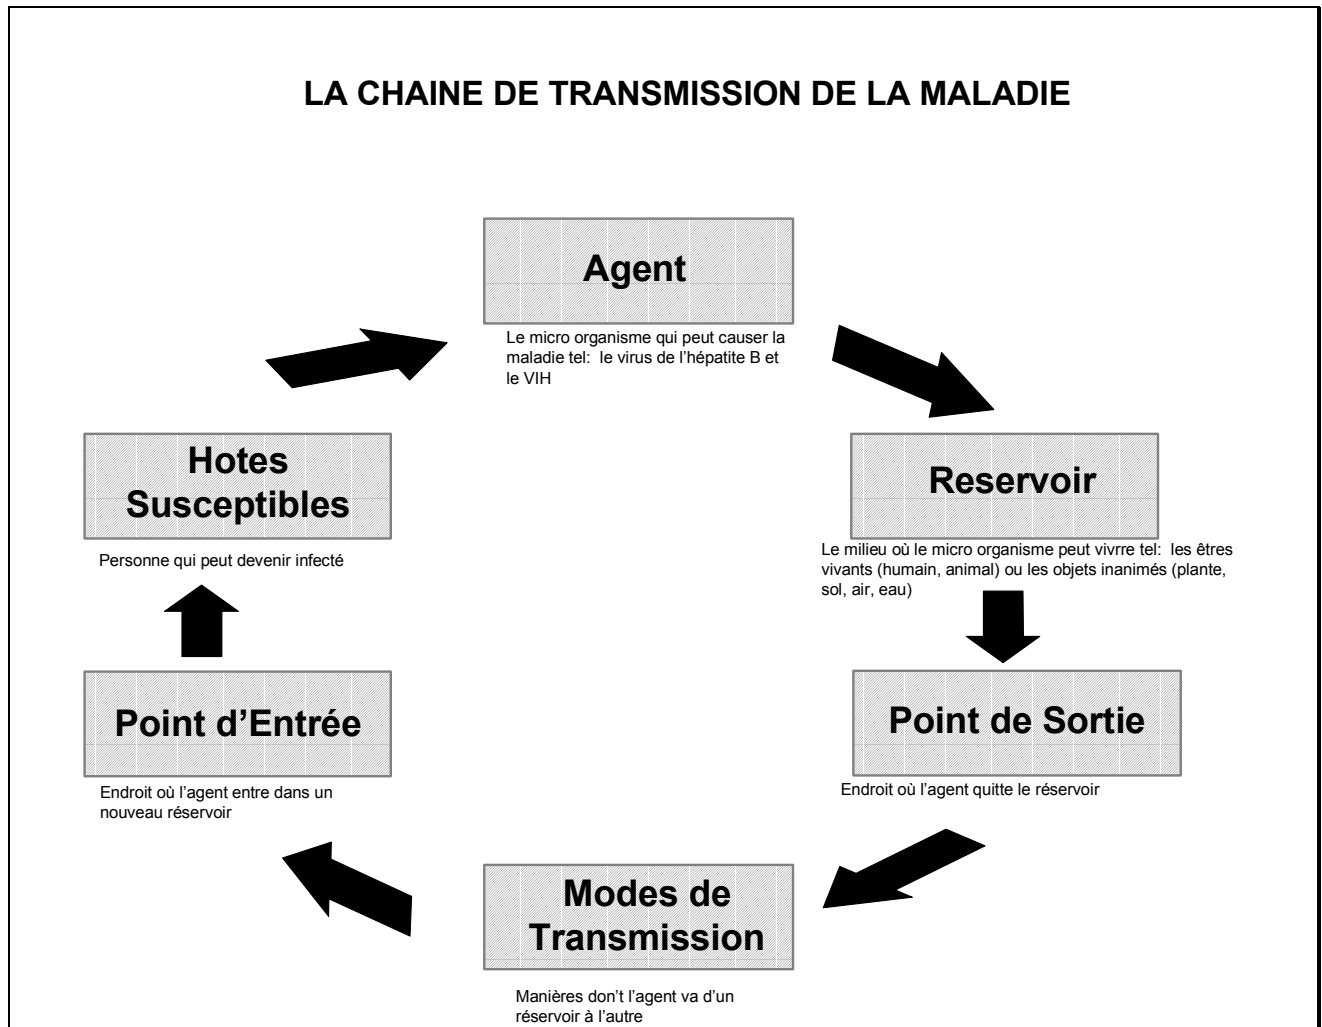 LA CHAINE DE TRANSMISSION DE LA MALADIE
Agent
Le micro organisme qui peut causer la
maladie tel: le virus de l’hépatite B et
le VIH
Reservoir
Le milieu où le micro organisme peut vivrre tel: les êtres
vivants (humain, animal) ou les objets inanimés (plante,
sol, air, eau)
Point de Sortie
Endroit où l’agent quitte le réservoir
Modes de
Transmission
Manières don’t l’agent va d’un
réservoir à l’autre
Point d’Entrée
Endroit où l’agent entre dans un
nouveau réservoir
Hotes
Susceptibles
Personne qui peut devenir infecté